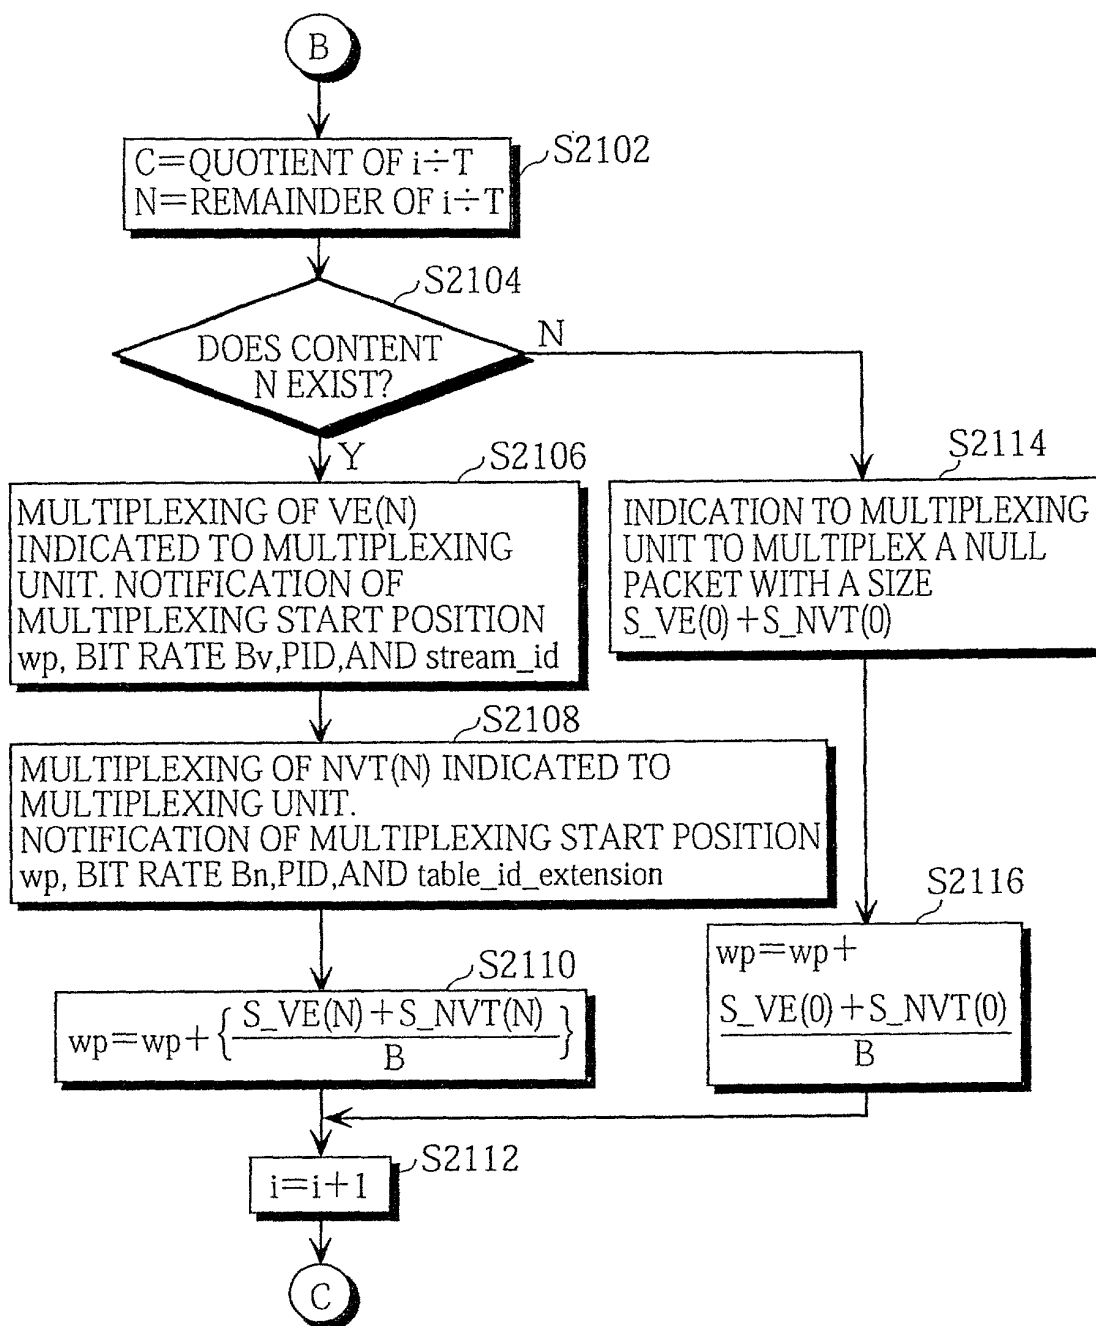 B
C=QUOTIENT OF i÷T
N=REMAINDER OF i÷T
S2102
S2104
DOES CONTENT
N EXIST?
N
Y
S2106
MULTIPLEXING OF VE(N)
INDICATED TO MULTIPLEXING
UNIT. NOTIFICATION OF
MULTIPLEXING START POSITION
wp, BIT RATE Bv,PID,AND stream_id
S2114
INDICATION TO MULTIPLEXING
UNIT TO MULTIPLEX A NULL
PACKET WITH A SIZE
S_VE(0)+S_NVT(0)
S2108
MULTIPLEXING OF NVT(N) INDICATED TO
MULTIPLEXING UNIT.
NOTIFICATION OF MULTIPLEXING START POSITION
wp, BIT RATE Bn,PID,AND table_id_extension
S2110
wp=wp+{S_VE(N)+S_NVT(N)
B}
S2116
wp=wp+
S_VE(0)+S_NVT(0)
B
S2112
i=i+1
C